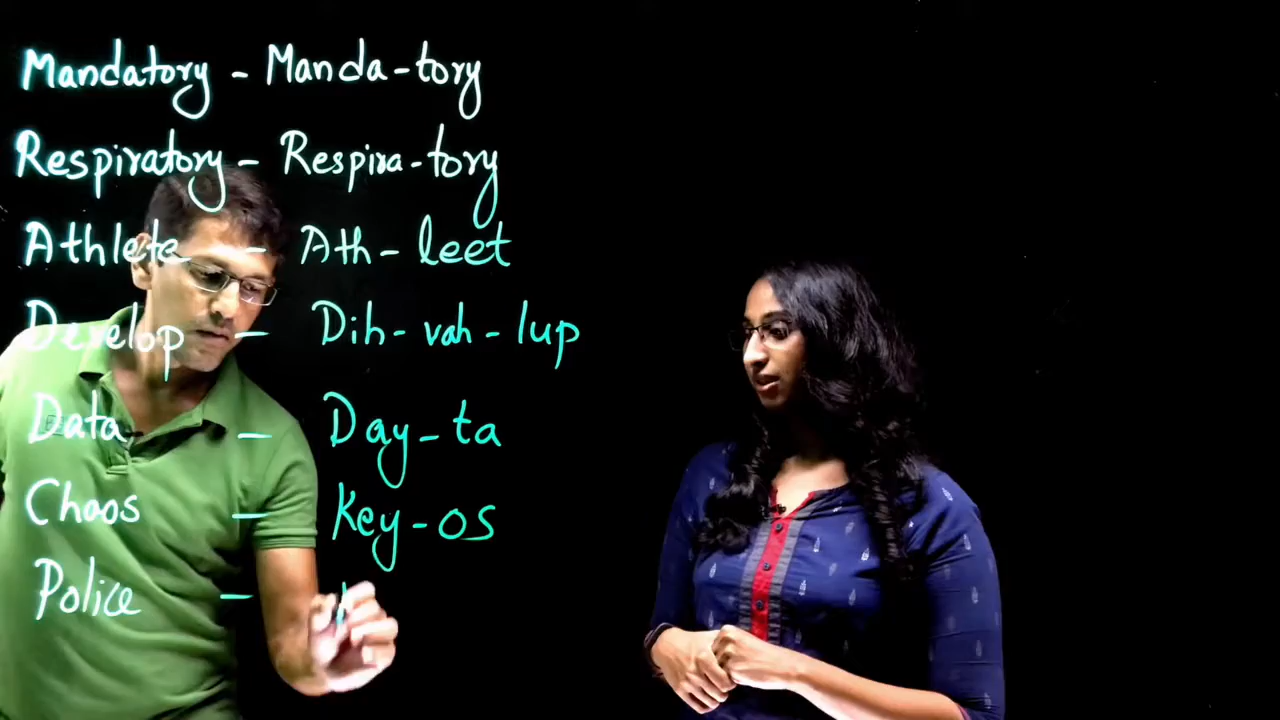 Mandatory - Manda-tory
Respiratory - Respira-tory
Athlete - Ath-leet
Develop - Dih-vah-lup
Data - Day-ta
Chaos - Key-os
Police -